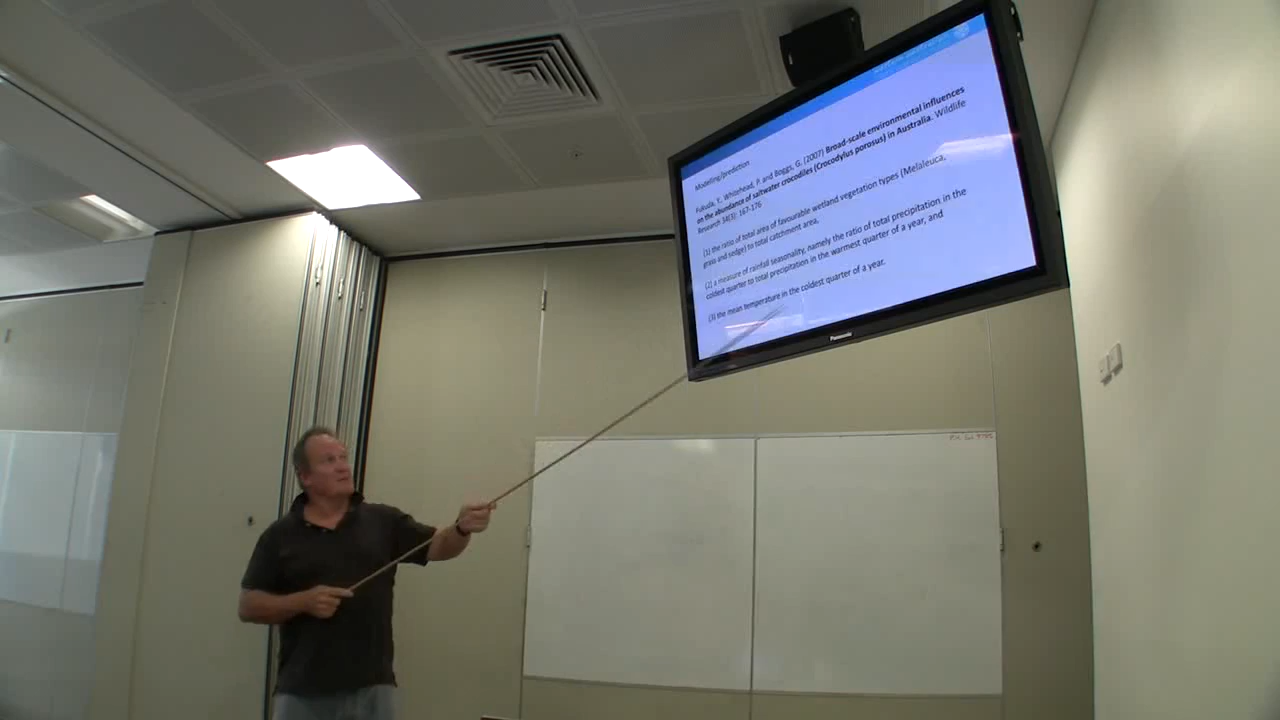 Modelling/prediction
Fukuda, Y., Whitehead, P. and Boggs, G. (2007) Broad-scale environmental influences
on the abundance of saltwater crocodiles (Crocodylus porosus) in Australia. Wildlife
Research 34(3): 167-176
(1) the ratio of total area of favourable wetland vegetation types (Melaleuca,
grass and sedge) to total catchment area,
(2) a measure of rainfall seasonality, namely the ratio of total precipitation in the
coldest quarter to total precipitation in the warmest quarter of a year, and
(3) the mean temperature in the coldest quarter of a year.
Panasonic